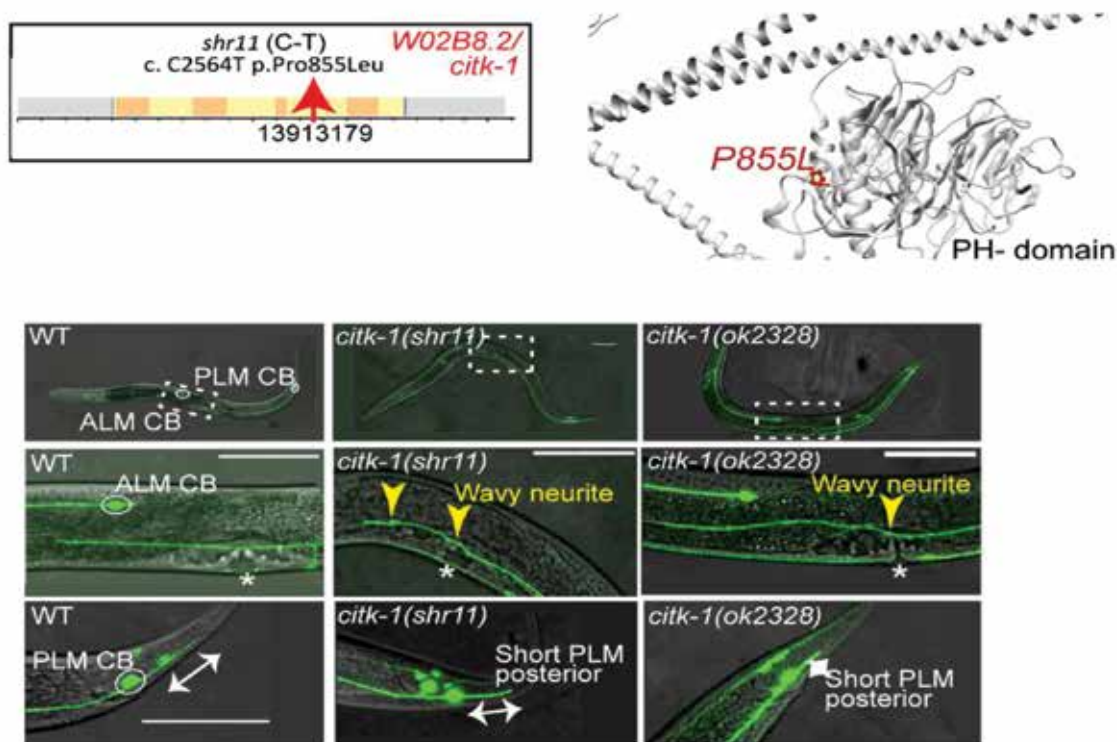 shr11 (C-T)
W02B8.2/
citk-1
c. C2564T p.Pro855Leu
13913179
P855L
PH- domain
WT
PLM CB
ALM CB
citk-1(shr11)
citk-1(ok2328)
WT
ALM CB
*
citk-1(shr11)
Wavy neurite
*
citk-1(ok2328)
Wavy neurite
*
WT
PLM CB
citk-1(shr11)
Short PLM
posterior
citk-1(ok2328)
Short PLM
posterior